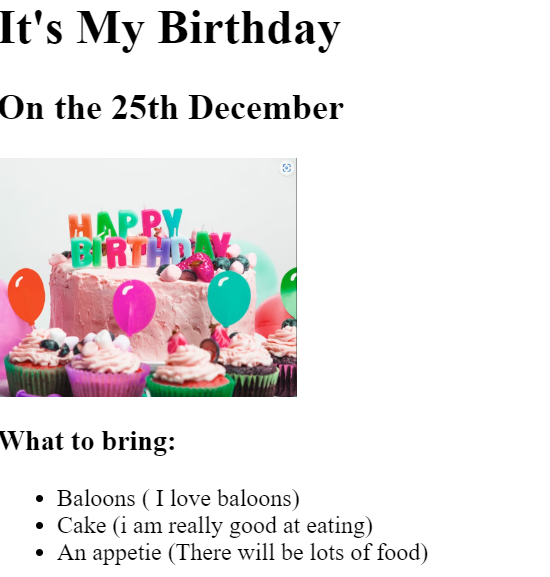 It's My Birthday
On the 25th December
HAPPY
BIRTHDAY
What to bring:
Baloons ( I love baloons)
Cake (i am really good at eating)
An appetie (There will be lots of food)